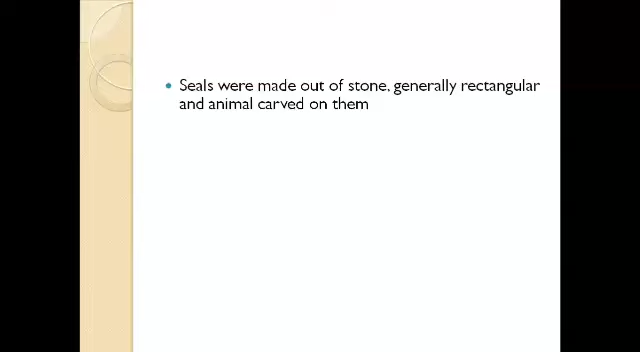 Seals were made out of stone, generally rectangular
and animal carved on them